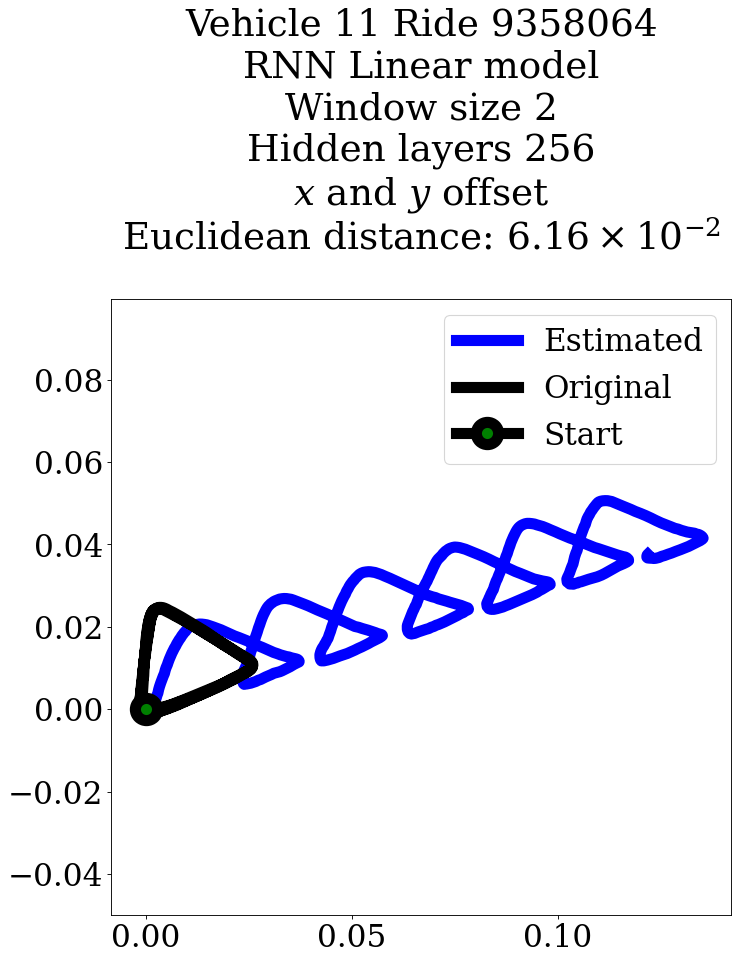 Vehicle 11 Ride 9358064
RNN Linear model
Window size 2
Hidden layers 256
x and y offset
Euclidean distance: 6.16 × 10⁻²
Estimated
Original
Start
0.08
0.06
0.04
0.02
0.00
−0.02
−0.04
0.00 0.05 0.10